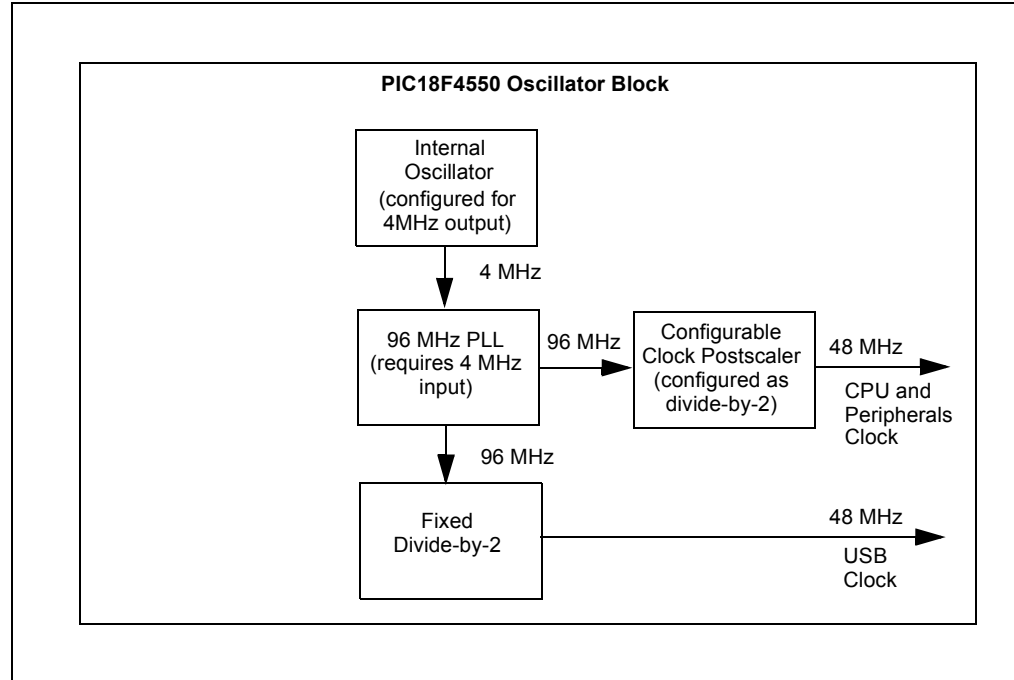 PIC18F4550 Oscillator Block
Internal
Oscillator
(configured for
4MHz output)
4 MHz
96 MHz PLL
(requires 4 MHz
input)
96 MHz
Configurable
Clock Postscaler
(configured as
divide-by-2)
48 MHz
CPU and
Peripherals
Clock
96 MHz
Fixed
Divide-by-2
48 MHz
USB
Clock